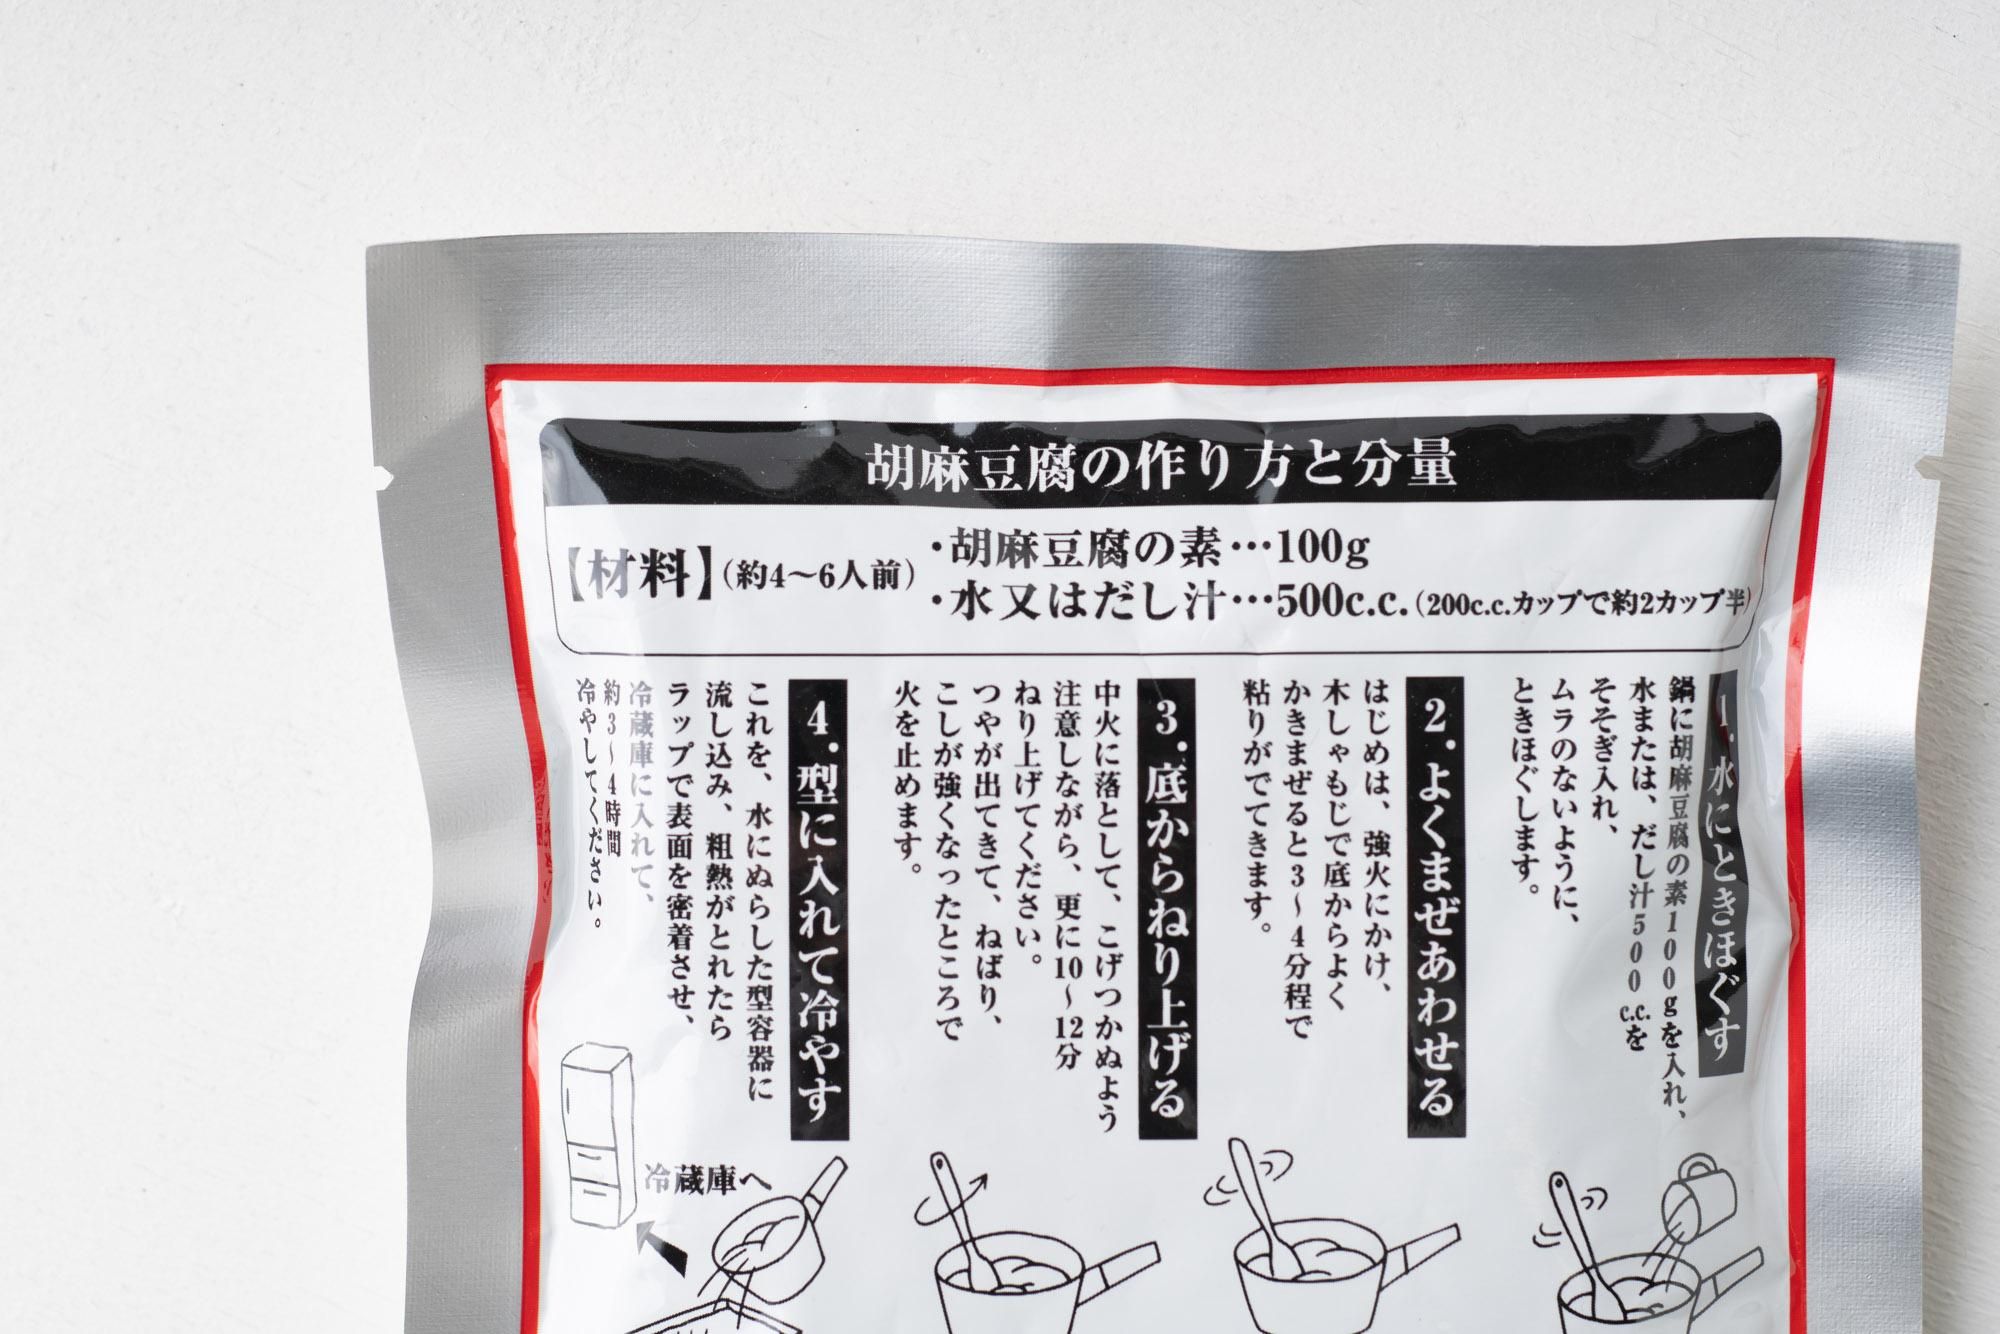 胡麻豆腐の作り方と分量
【材料】(約4〜6人前)
・胡麻豆腐の素…100g
・水又はだし汁…500c.c.(200c.c.カップで約2カップ半)
1.水にときほぐす
鍋に胡麻豆腐の素100gを入れ、
水または、だし汁500c.c.を
そそぎ入れ、
ムラのないように、
ときほぐします。
2.よくまぜあわせる
はじめは、強火にかけ、
木しゃもじで底からよく
かきまぜると3〜4分程で
粘りがでてきます。
3.底からねり上げる
中火に落として、こげつかぬよう
注意しながら、更に10〜12分
ねり上げてください。
つやが出てきて、ねばり、
こしが強くなったところで
火を止めます。
4.型に入れて冷やす
これを、水にぬらした型容器に
流し込み、粗熱がとれたら
ラップで表面を密着させ、
冷蔵庫に入れて、
約3〜4時間
冷やしてください。
冷蔵庫へ